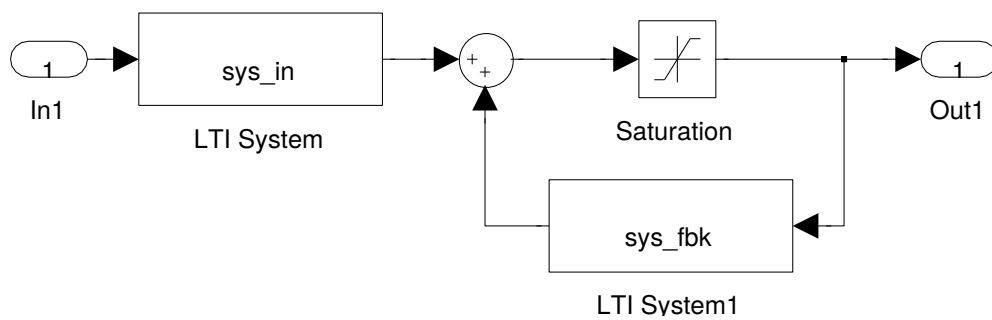 1
In1
sys_in
LTI System
+
+
Saturation
1
Out1
sys_fbk
LTI System1